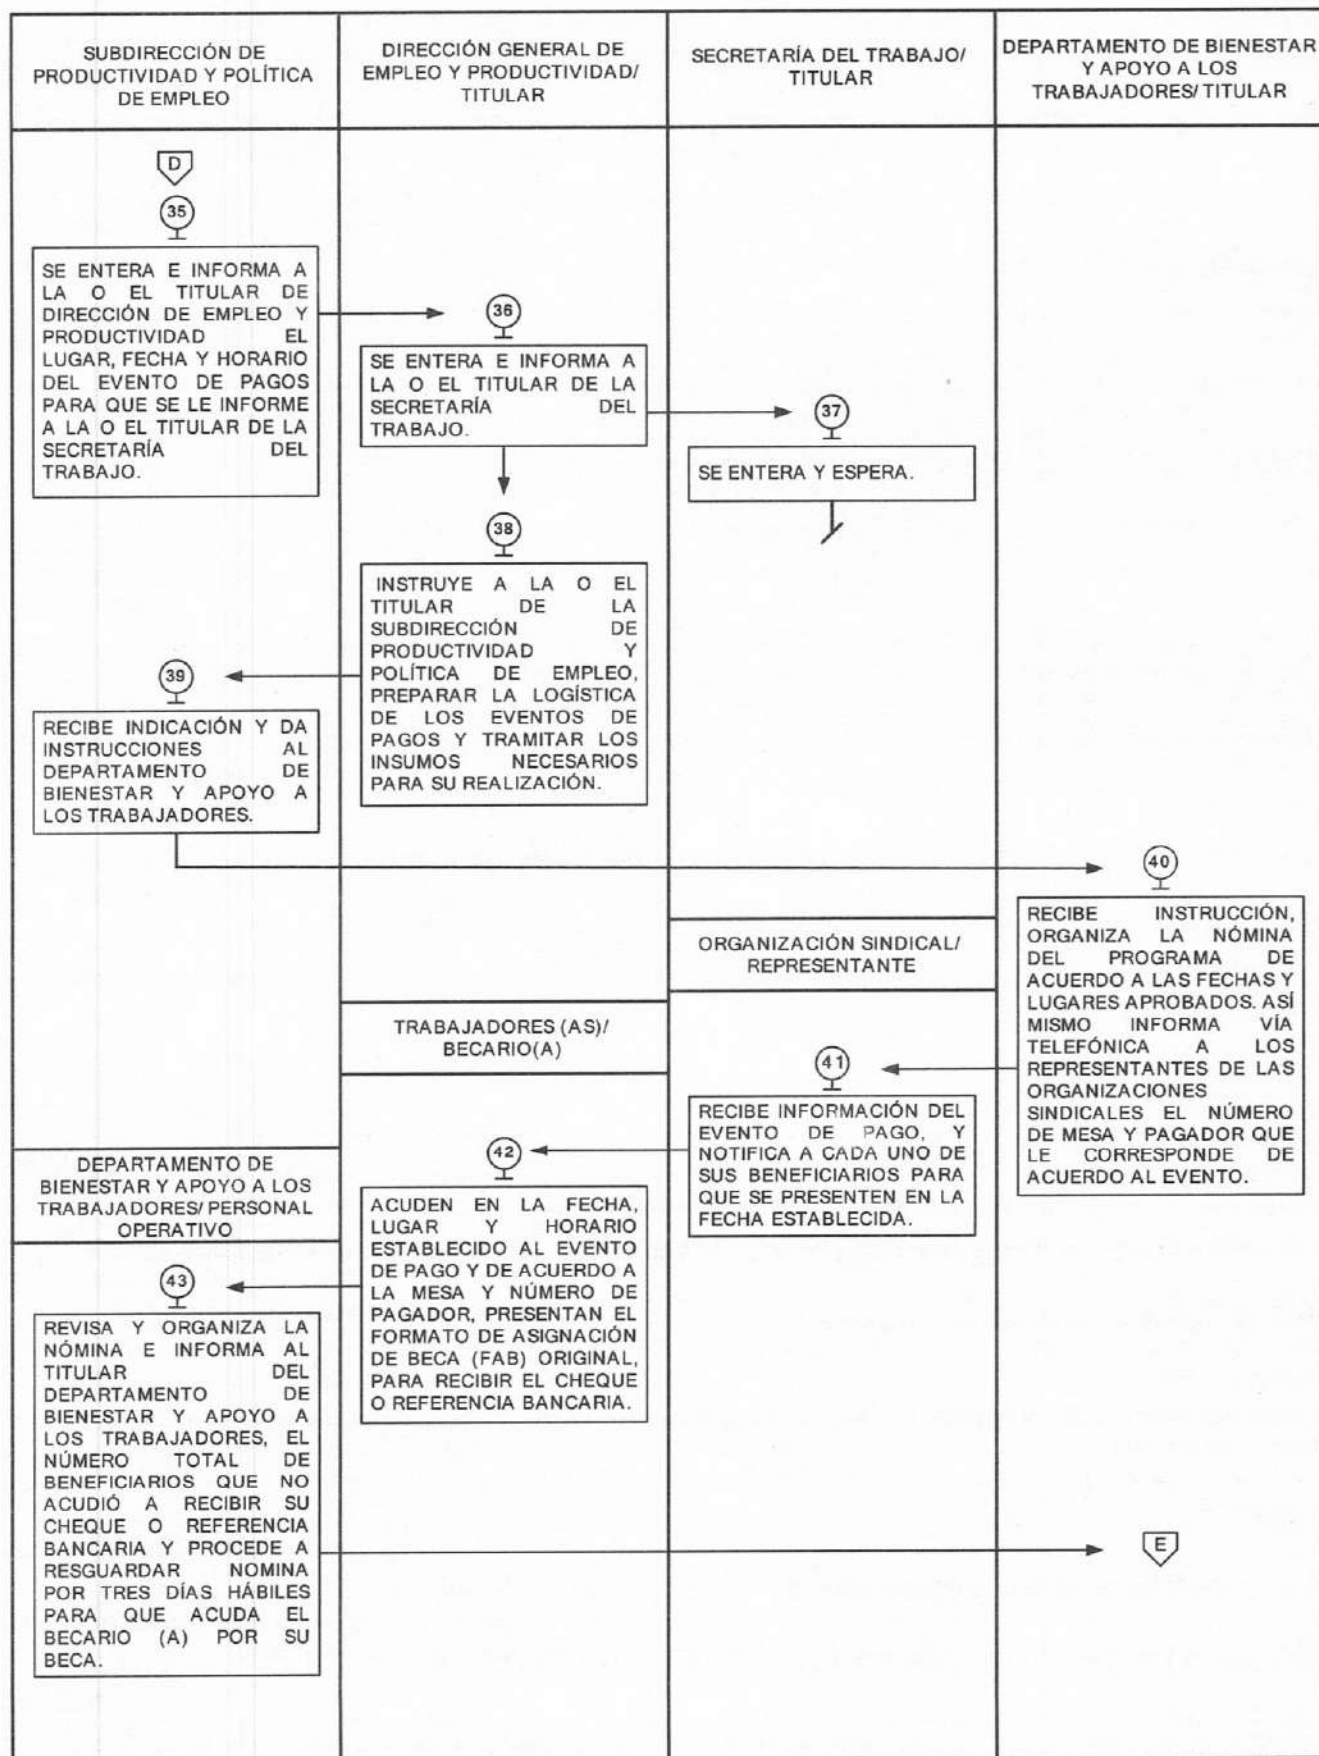 SUBDIRECCIÓN DE
PRODUCTIVIDAD Y POLÍTICA
DE EMPLEO
DIRECCIÓN GENERAL DE
EMPLEO Y PRODUCTIVIDAD/
TITULAR
SECRETARÍA DEL TRABAJO/
TITULAR
DEPARTAMENTO DE BIENESTAR
Y APOYO A LOS
TRABAJADORES/ TITULAR
D
35
SE ENTERA E INFORMA A
LA O EL TITULAR DE
DIRECCIÓN DE EMPLEO Y
PRODUCTIVIDAD EL
LUGAR, FECHA Y HORARIO
DEL EVENTO DE PAGOS
PARA QUE SE LE INFORME
A LA O EL TITULAR DE LA
SECRETARÍA DEL
TRABAJO.
36
SE ENTERA E INFORMA A
LA O EL TITULAR DE LA
SECRETARÍA DEL
TRABAJO.
37
SE ENTERA Y ESPERA.
38
INSTRUYE A LA O EL
TITULAR DE LA
SUBDIRECCIÓN DE
PRODUCTIVIDAD Y
POLÍTICA DE EMPLEO,
PREPARAR LA LOGÍSTICA
DE LOS EVENTOS DE
PAGOS Y TRAMITAR LOS
INSUMOS NECESARIOS
PARA SU REALIZACIÓN.
39
RECIBE INDICACIÓN Y DA
INSTRUCCIONES AL
DEPARTAMENTO DE
BIENESTAR Y APOYO A
LOS TRABAJADORES.
40
RECIBE INSTRUCCIÓN,
ORGANIZA LA NÓMINA
DEL PROGRAMA DE
ACUERDO A LAS FECHAS Y
LUGARES APROBADOS. ASÍ
MISMO INFORMA VÍA
TELEFÓNICA A LOS
REPRESENTANTES DE LAS
ORGANIZACIONES
SINDICALES EL NÚMERO
DE MESA Y PAGADOR QUE
LE CORRESPONDE DE
ACUERDO AL EVENTO.
ORGANIZACIÓN SINDICAL/
REPRESENTANTE
41
RECIBE INFORMACIÓN DEL
EVENTO DE PAGO, Y
NOTIFICA A CADA UNO DE
SUS BENEFICIARIOS PARA
QUE SE PRESENTEN EN LA
FECHA ESTABLECIDA.
TRABAJADORES (AS)/
BECARIO(A)
42
ACUDEN EN LA FECHA,
LUGAR Y HORARIO
ESTABLECIDO AL EVENTO
DE PAGO Y DE ACUERDO A
LA MESA Y NÚMERO DE
PAGADOR, PRESENTAN EL
FORMATO DE ASIGNACIÓN
DE BECA (FAB) ORIGINAL,
PARA RECIBIR EL CHEQUE
O REFERENCIA BANCARIA.
DEPARTAMENTO DE
BIENESTAR Y APOYO A LOS
TRABAJADORES/ PERSONAL
OPERATIVO
43
REVISA Y ORGANIZA LA
NÓMINA E INFORMA AL
TITULAR DEL
DEPARTAMENTO DE
BIENESTAR Y APOYO A
LOS TRABAJADORES, EL
NÚMERO TOTAL DE
BENEFICIARIOS QUE NO
ACUDIÓ A RECIBIR SU
CHEQUE O REFERENCIA
BANCARIA Y PROCEDE A
RESGUARDAR NOMINA
POR TRES DÍAS HÁBILES
PARA QUE ACUDA EL
BECARIO (A) POR SU
BECA.
E